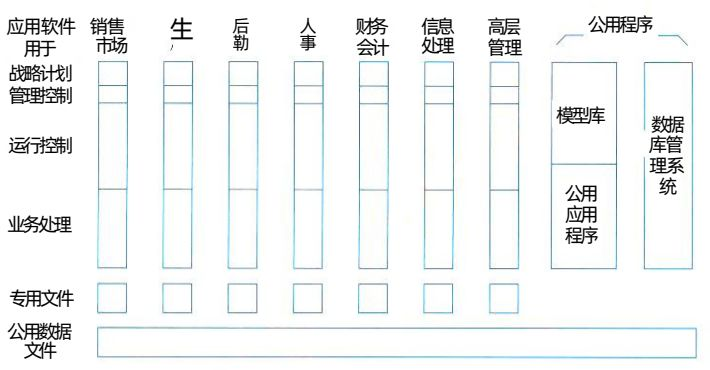 应用软件
用于
销售
市场
生
,
后
勤
人
事
财务
会计
信息
处理
高层
管理
公用程序
战略计划
管理控制
运行控制
业务处理
模型库
公用
应用
程序
数据
库管
理系
统
专用文件
公用数据
文件